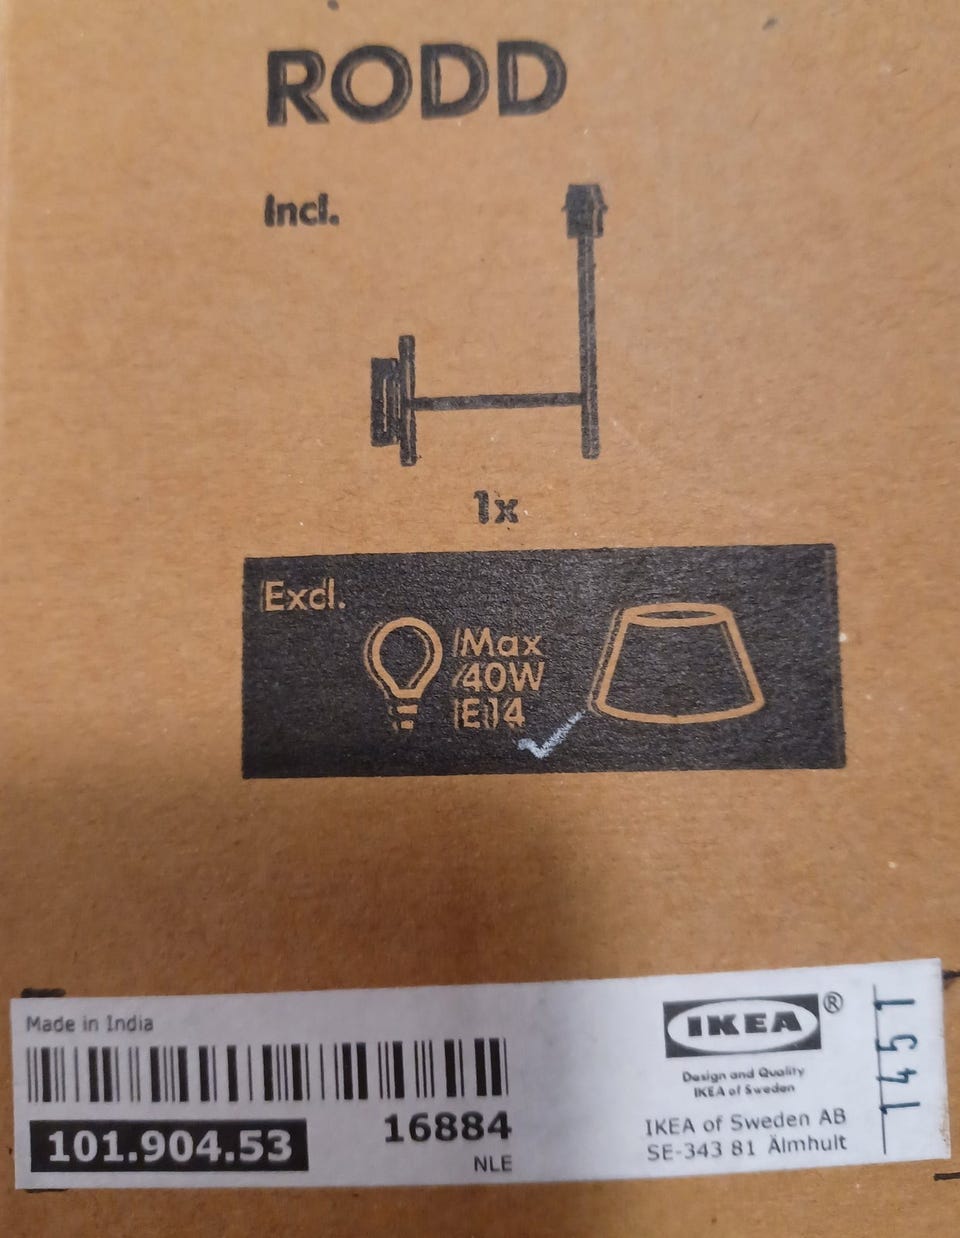 RODD
Incl.
1x
Excl.
Max
40W
E14
Made in India
101.904.53
16884
NLE
IKEA®
Design and Quality
IKEA of Sweden
IKEA of Sweden AB
SE-343 81 Älmhult
1451